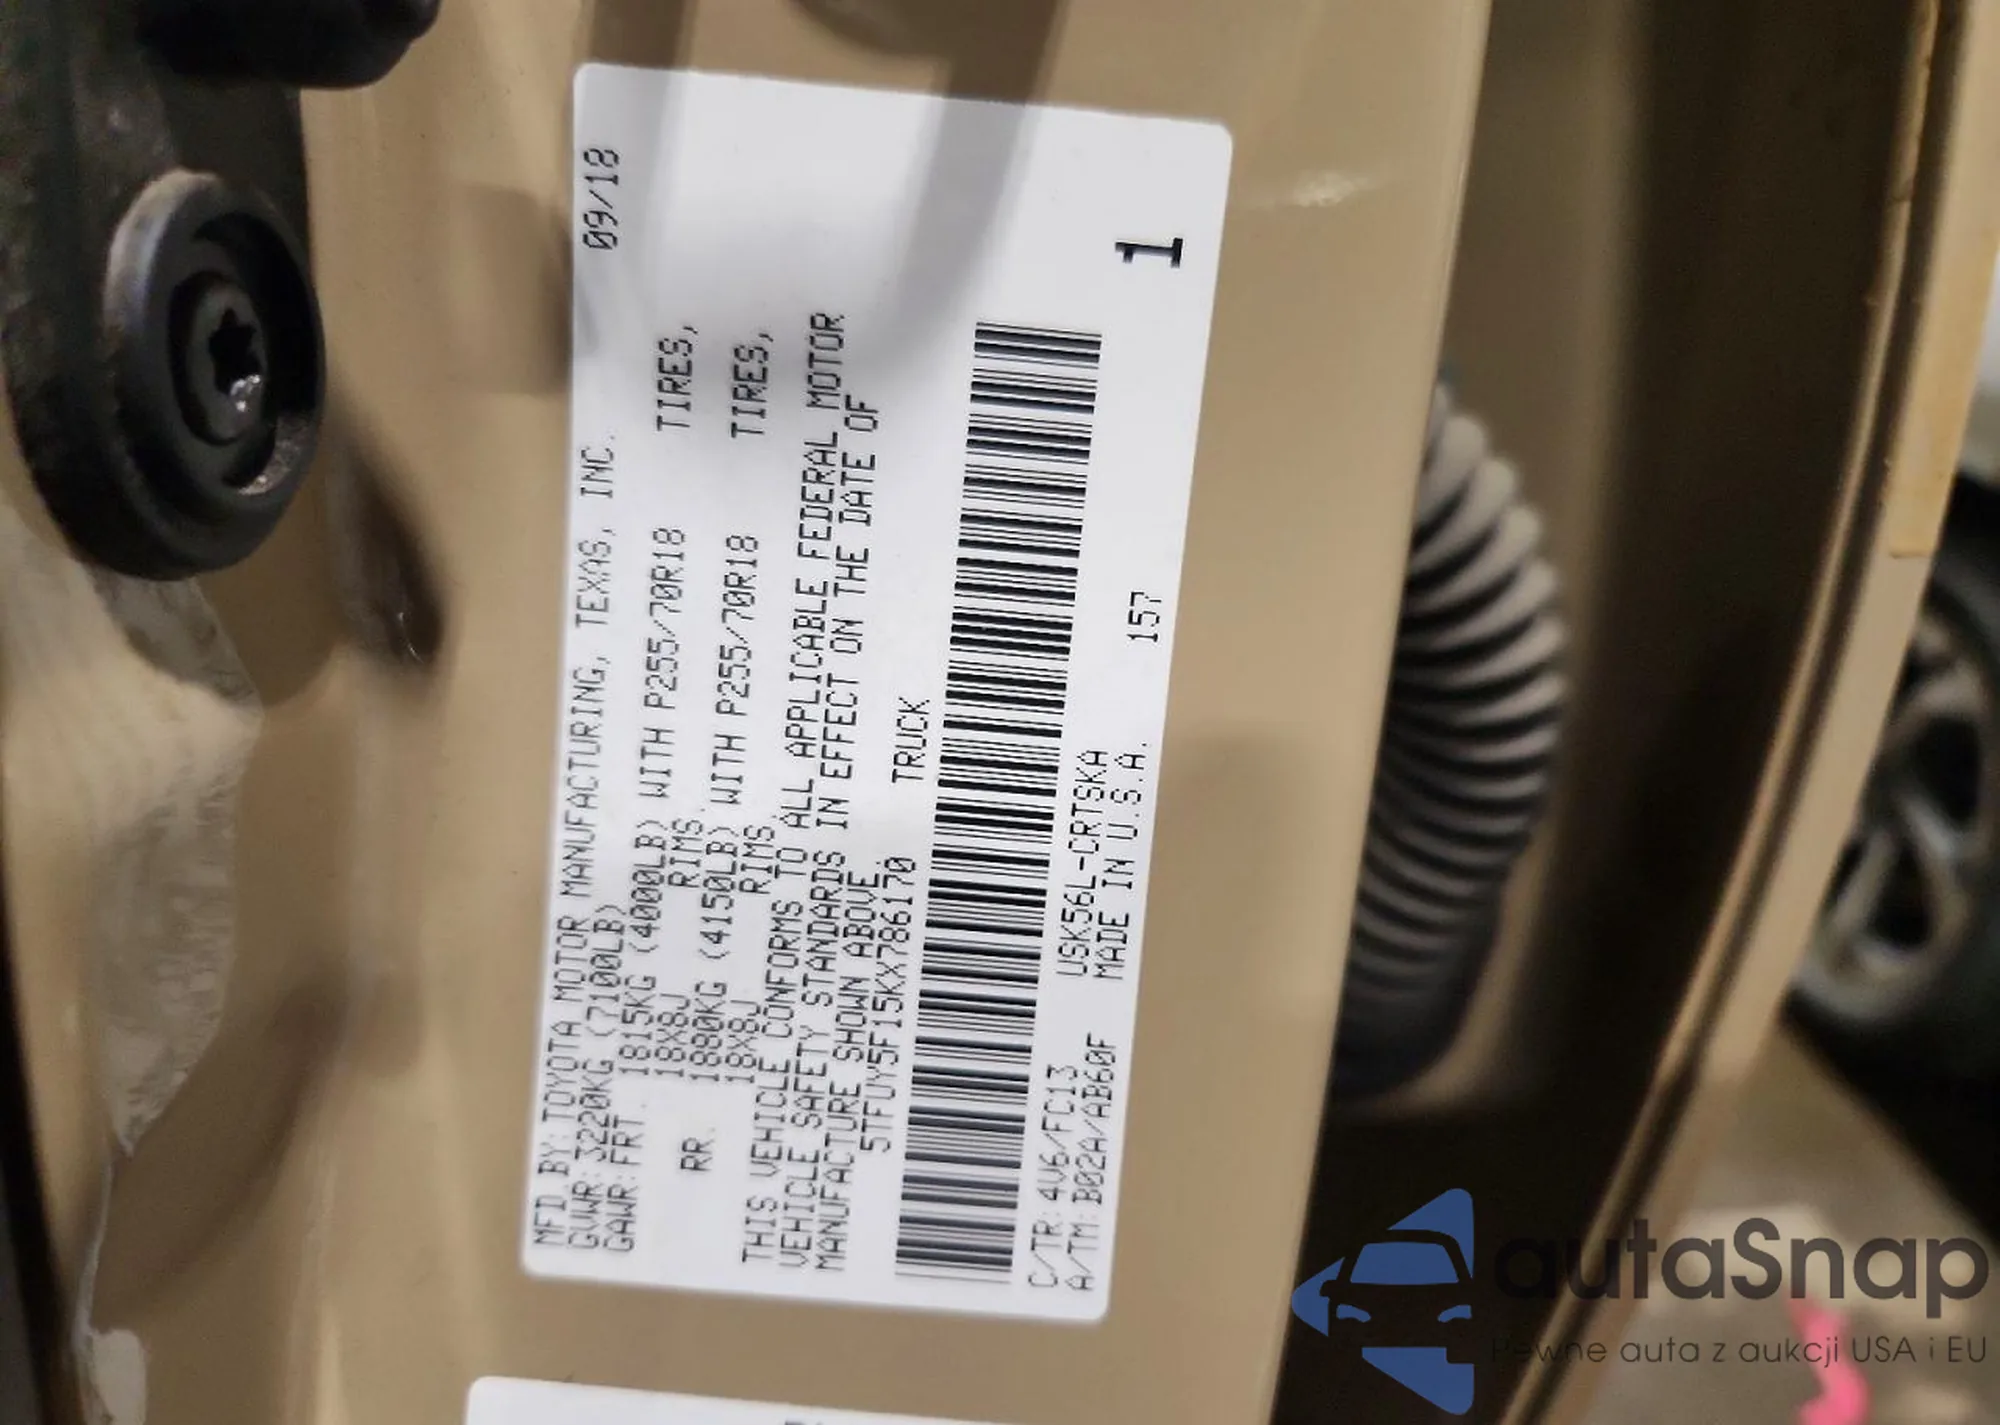 MFD.BY:TOYOTA MOTOR MANUFACTURING, TEXAS, INC. 09/18
GVWR:3220KG(7100LB)
GAWR:FRT. 1815KG (4000LB) WITH P255/70R18 TIRES,
18X8J RIMS.
RR. 1880KG (4150LB) WITH P255/70R18 TIRES,
18X8J RIMS.
THIS VEHICLE CONFORMS TO ALL APPLICABLE FEDERAL MOTOR
VEHICLE SAFETY STANDARDS IN EFFECT ON THE DATE OF
MANUFACTURE SHOWN ABOVE.
5TFUY5F15KX786170 TRUCK
1
C/TR:4V6/FC13 USK56L-CRTSKA 157
A/TM:B02A/AB60F MADE IN U.S.A.
autaSnap
Pewne auta z aukcji USA i EU